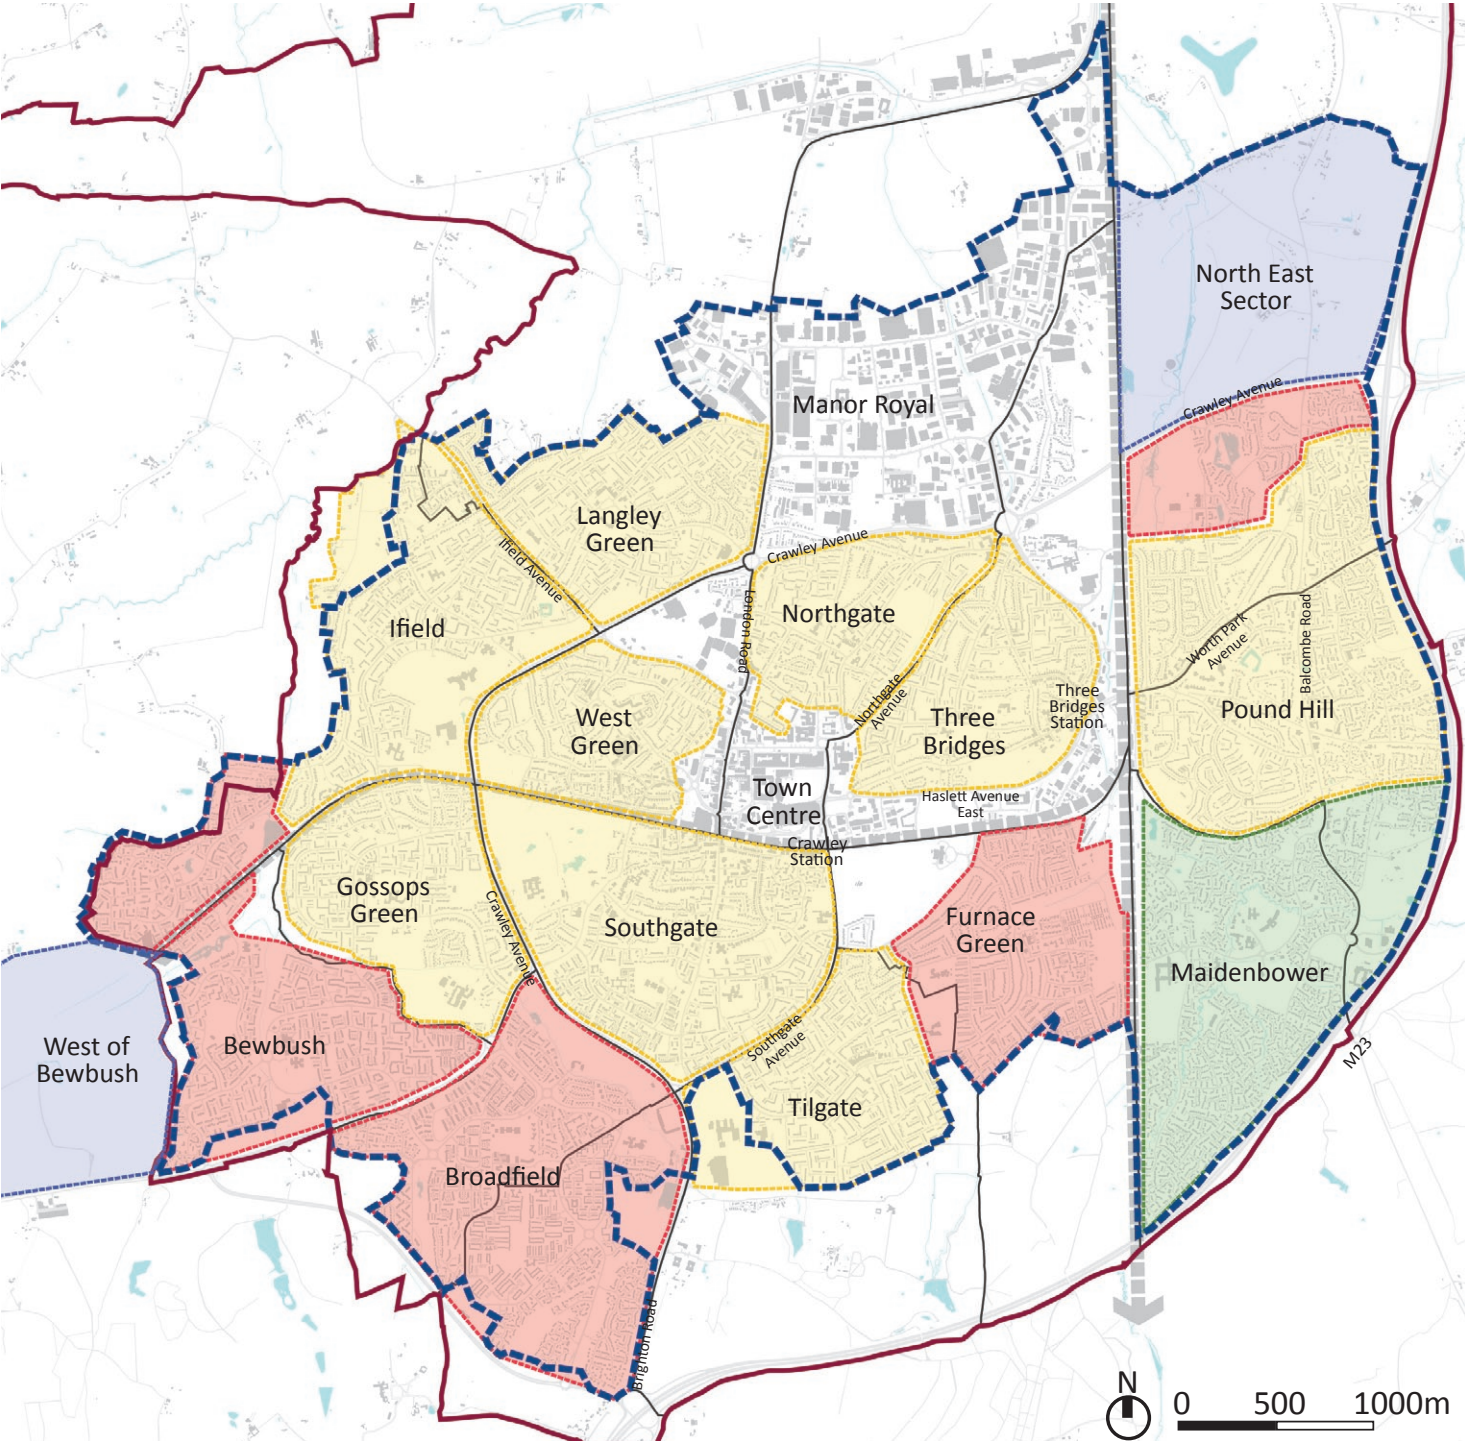 North East
Sector
Crawley Avenue
Manor Royal
Langley
Green
Ifield Avenue
Crawley Avenue
London Road
Northgate
Ifield
Worth Park
Avenue
Balcombe Road
Northgate
Avenue
Three
Bridges
Station
Pound Hill
West
Green
Three
Bridges
Town
Centre
Haslett Avenue
East
Crawley
Station
Gossops
Green
Crawley Avenue
Southgate
Furnace
Green
Maidenbower
West of
Bewbush
Bewbush
Southgate
Avenue
M23
Tilgate
Broadfield
Brighton Road
N
0 500 1000m